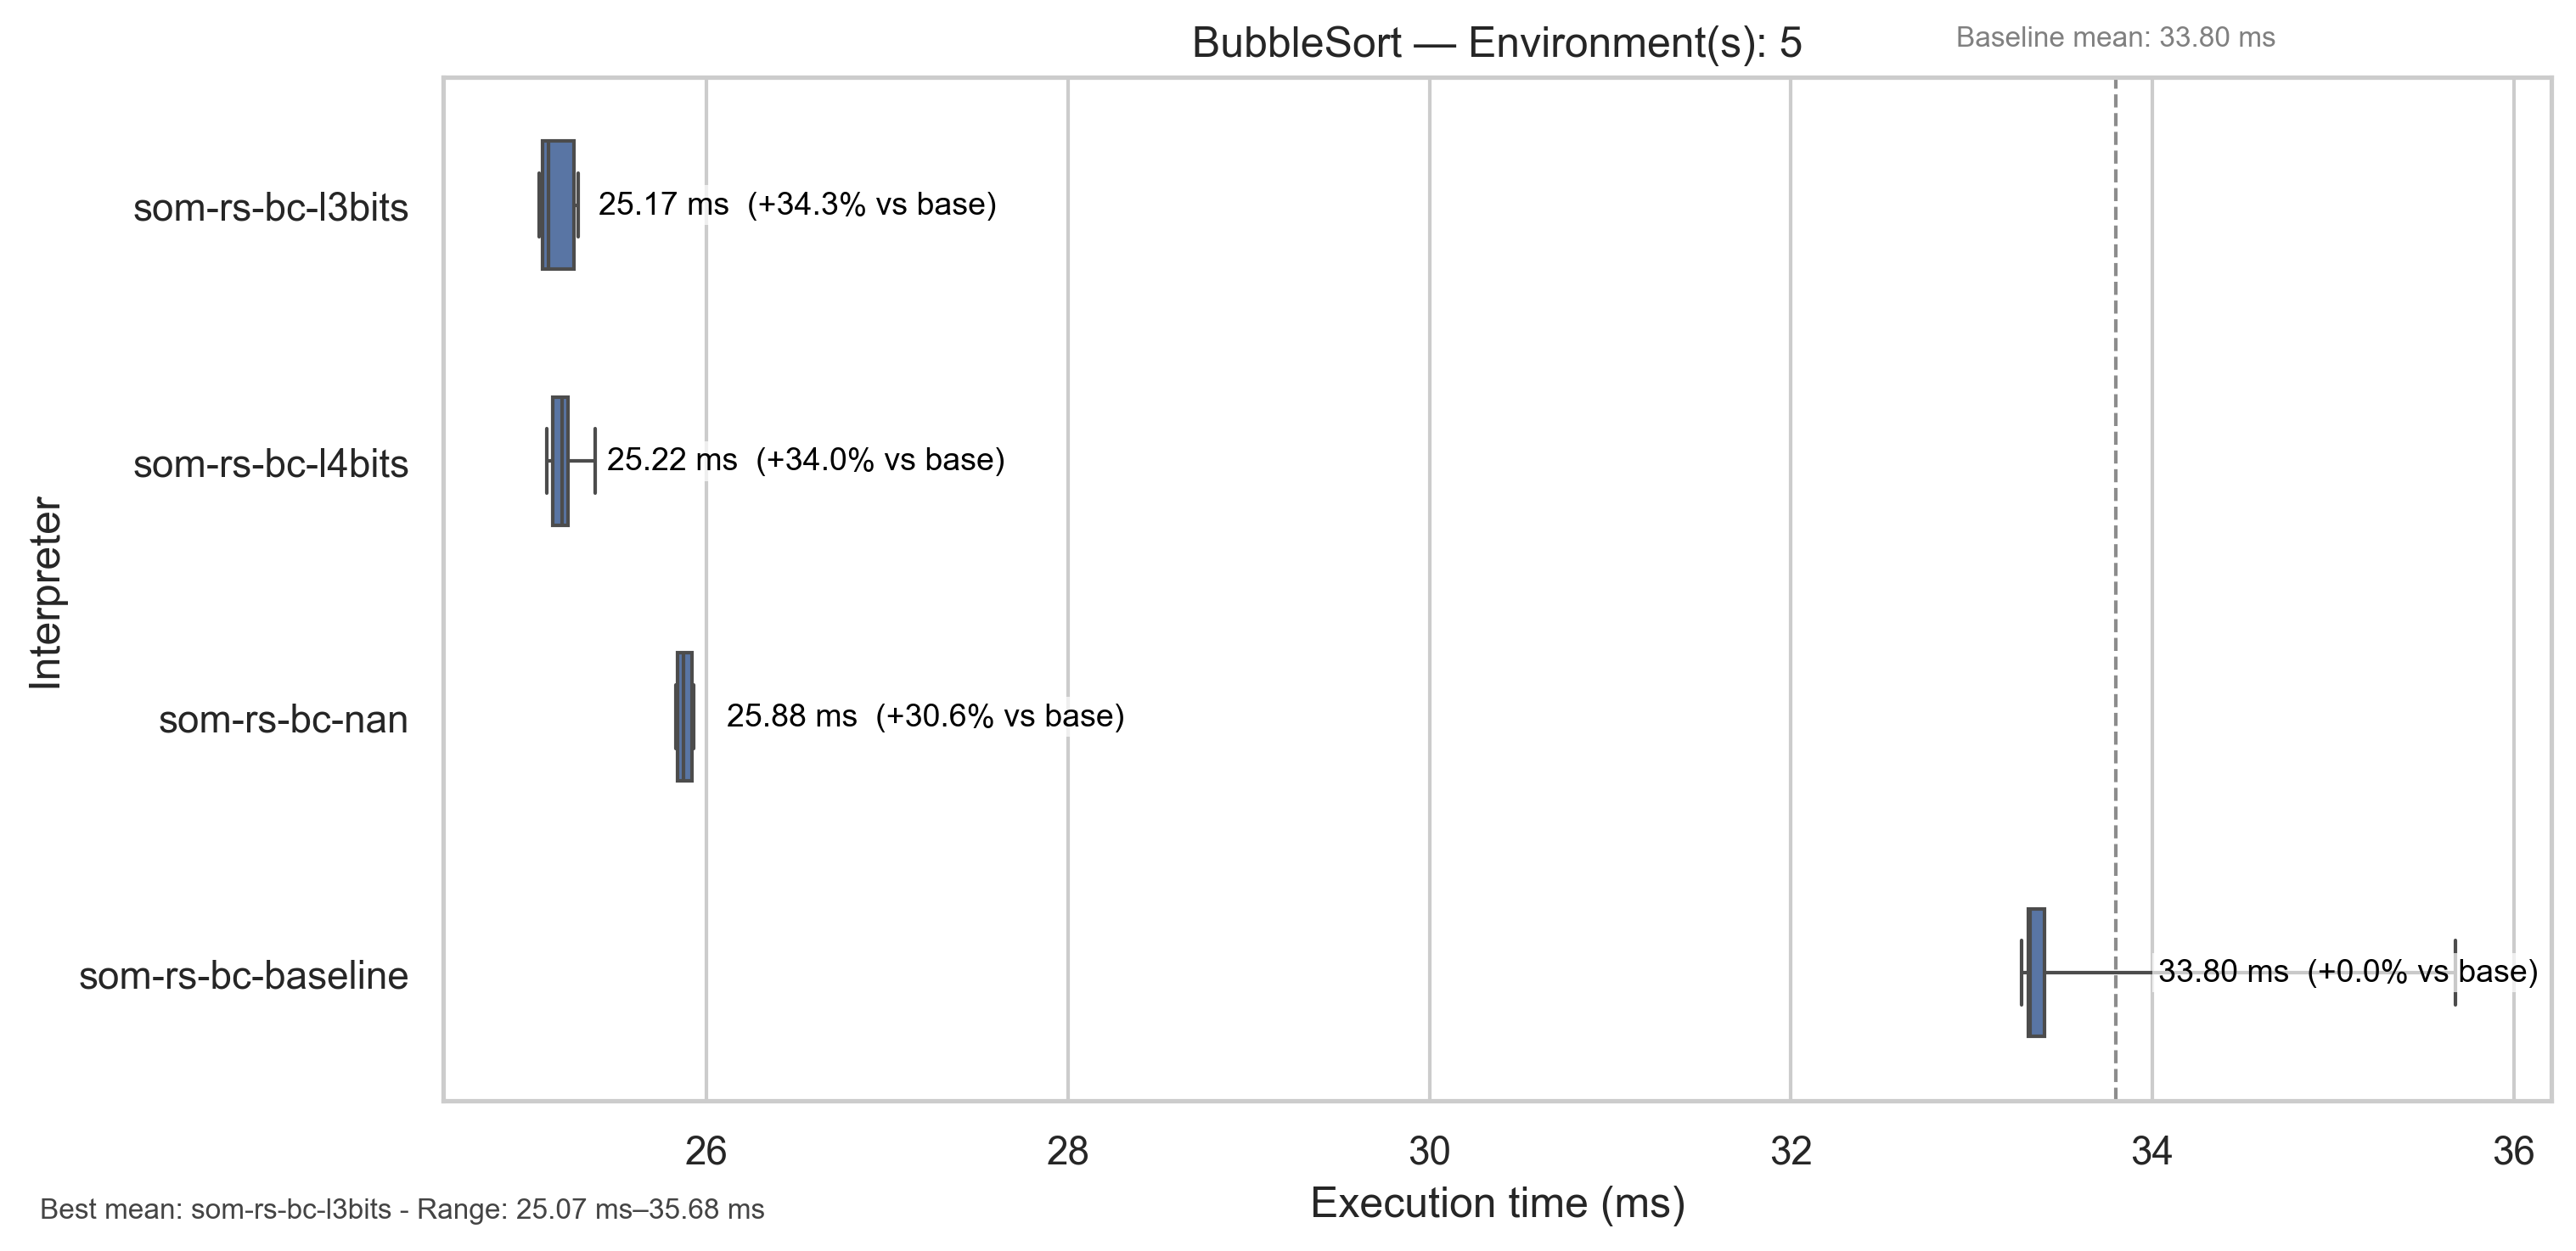 BubbleSort — Environment(s): 5
Baseline mean: 33.80 ms
Interpreter
som-rs-bc-l3bits
25.17 ms  (+34.3% vs base)
som-rs-bc-l4bits
25.22 ms  (+34.0% vs base)
som-rs-bc-nan
25.88 ms  (+30.6% vs base)
som-rs-bc-baseline
33.80 ms  (+0.0% vs base)
26 28 30 32 34 36
Execution time (ms)
Best mean: som-rs-bc-l3bits - Range: 25.07 ms–35.68 ms